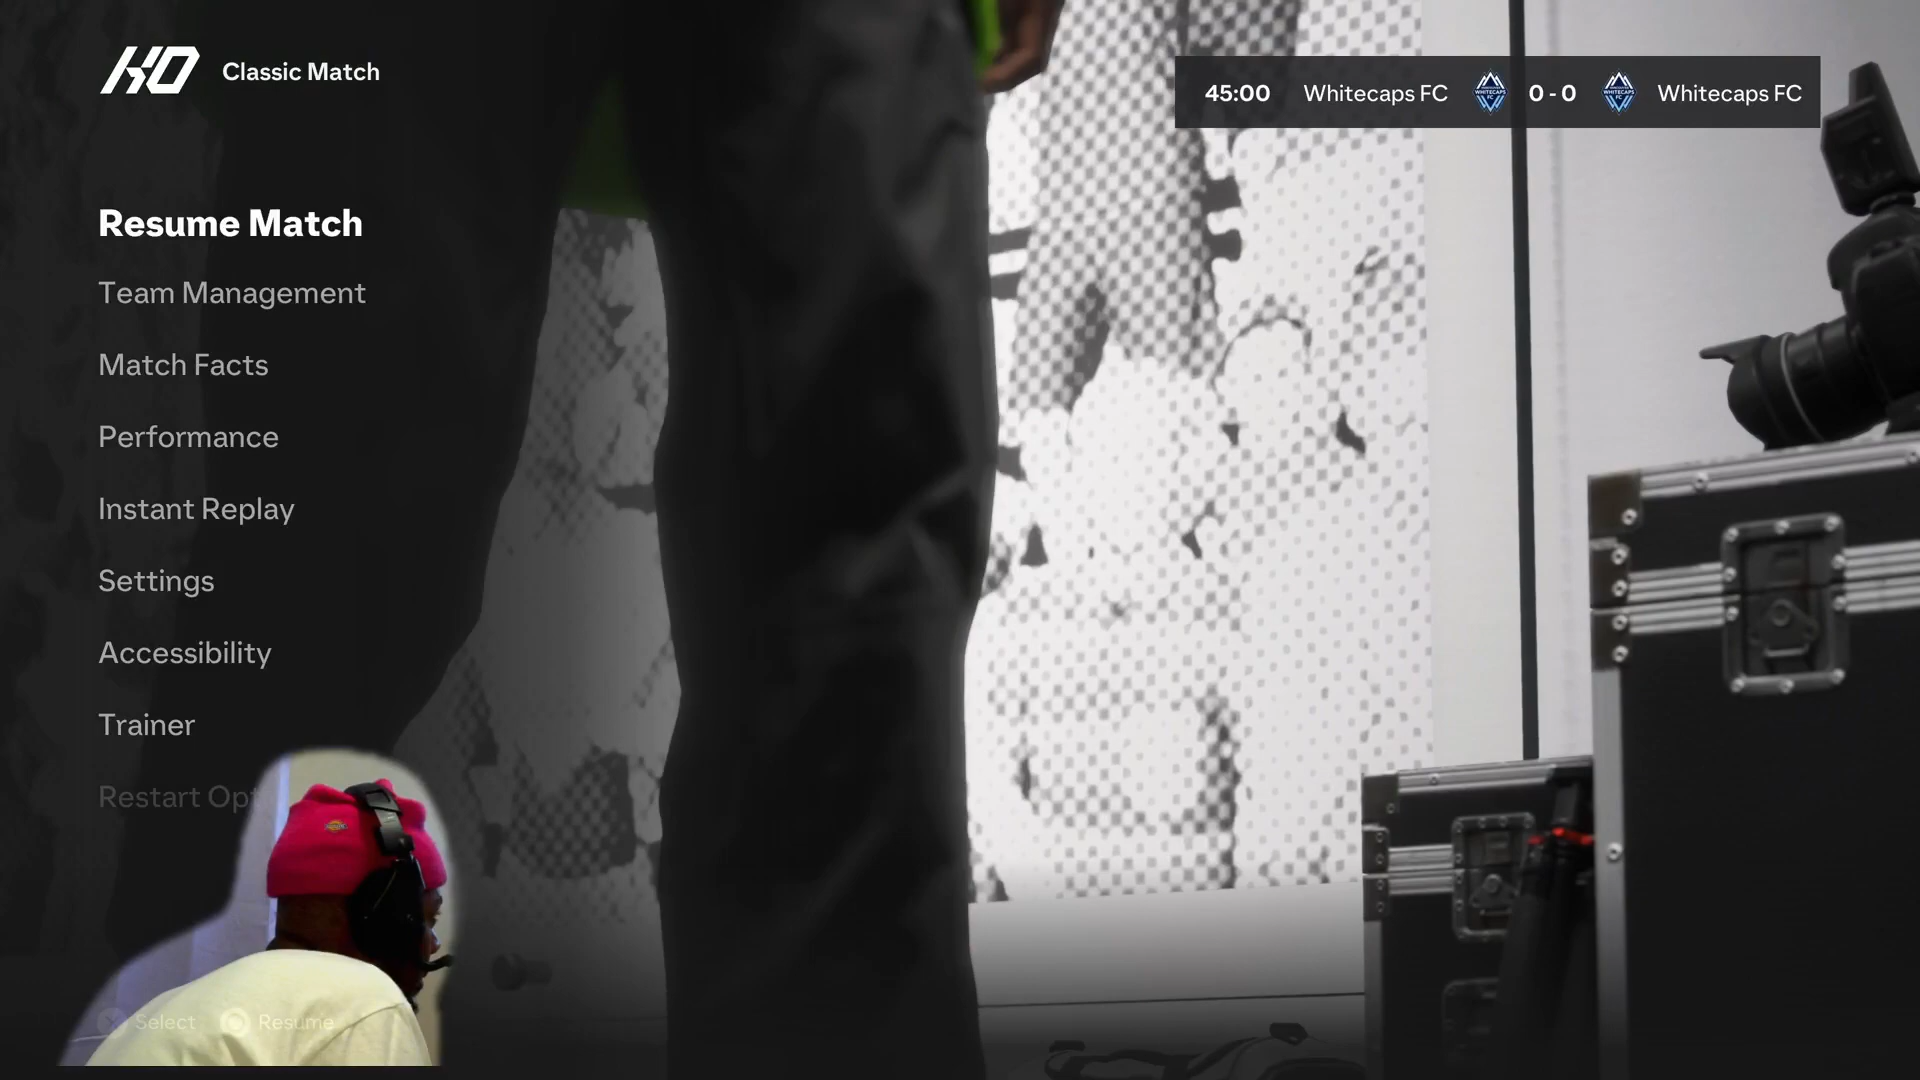 KO Classic Match
45:00 Whitecaps FC 0 - 0 Whitecaps FC
Resume Match
Team Management
Match Facts
Performance
Instant Replay
Settings
Accessibility
Trainer
Restart Opt
Select Resume